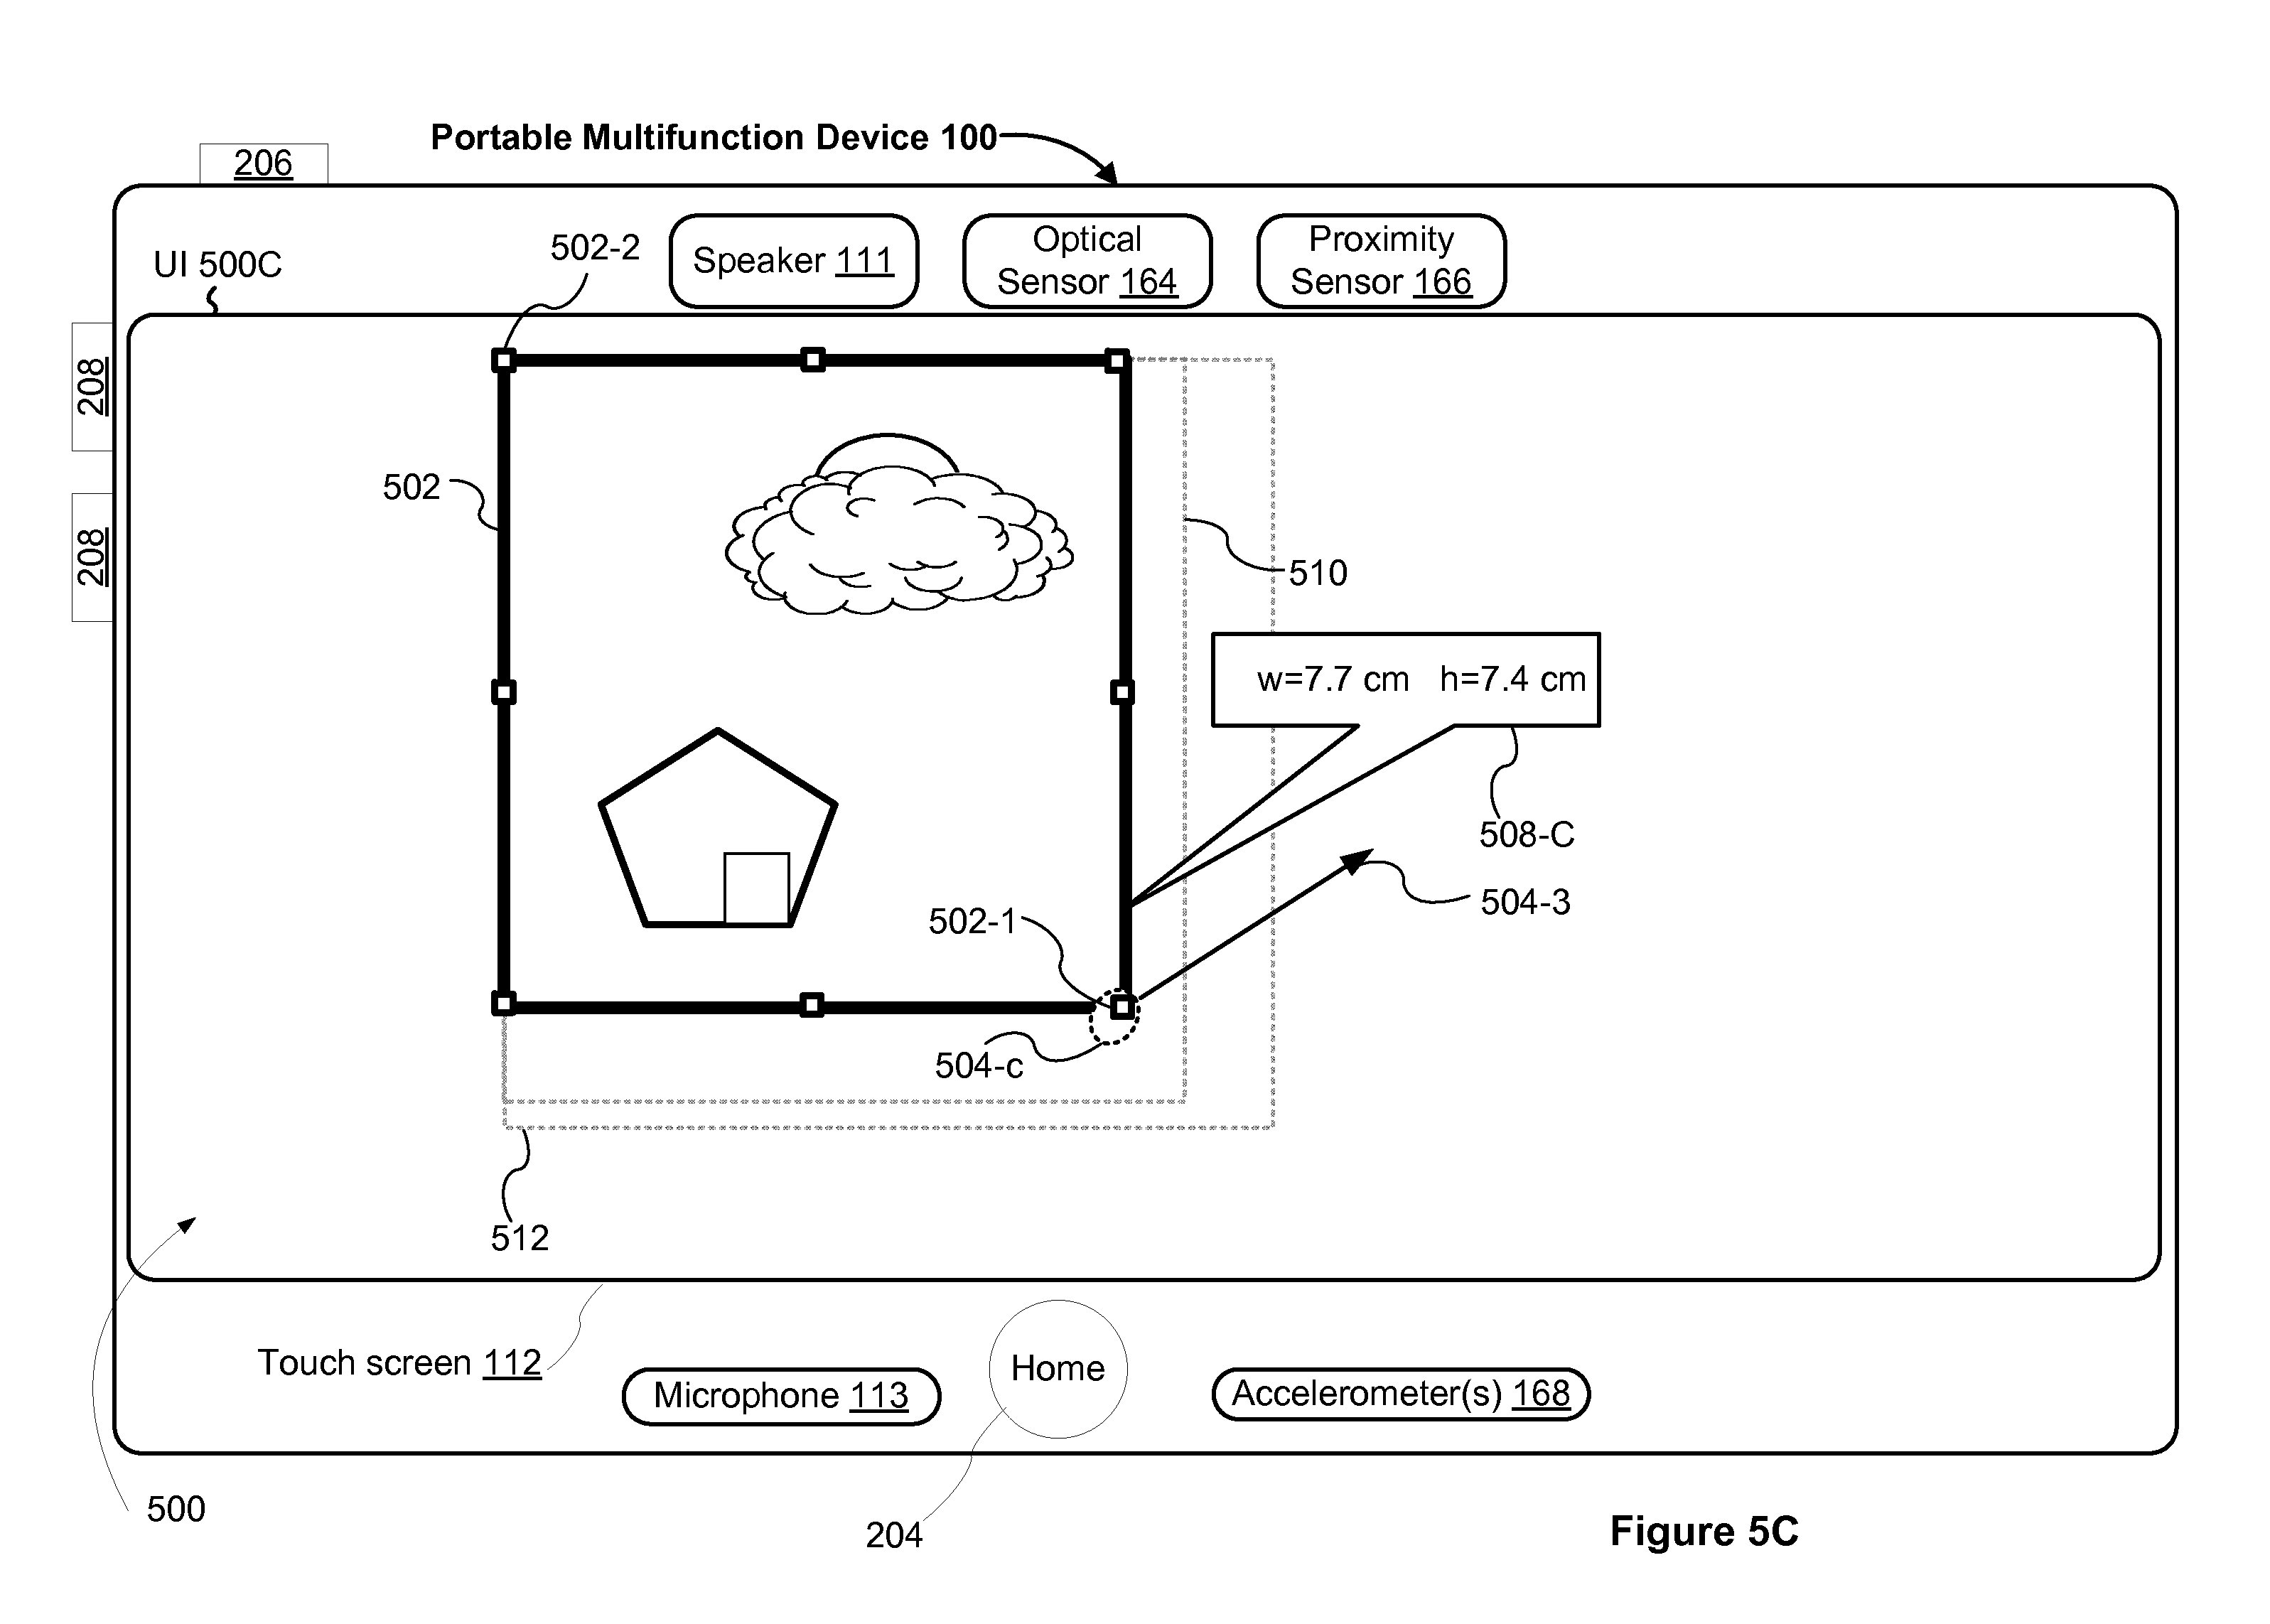 Portable Multifunction Device 100
206
UI 500C
502-2
Speaker 111
Optical
Sensor 164
Proximity
Sensor 166
208
208
502
510
w=7.7 cm h=7.4 cm
508-C
504-3
502-1
504-c
512
Touch screen 112
Microphone 113
Home
Accelerometer(s) 168
500
204
Figure 5C